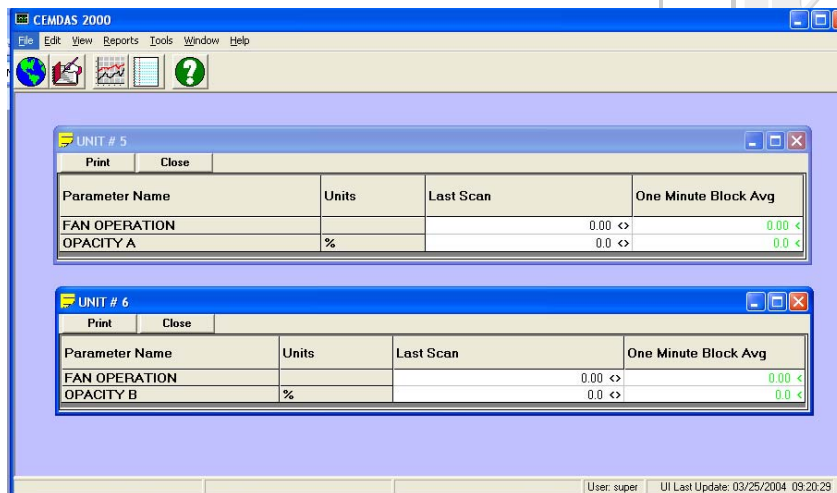 CEMDAS 2000
File Edit View Reports Tools Window Help
UNIT # 5
Print Close
Parameter Name Units Last Scan One Minute Block Avg
FAN OPERATION 0.00 <> 0.00 <
OPACITY A % 0.0 <> 0.0 <
UNIT # 6
Print Close
Parameter Name Units Last Scan One Minute Block Avg
FAN OPERATION 0.00 <> 0.00 <
OPACITY B % 0.0 <> 0.0 <
User: super UI Last Update: 03/25/2004 09:20:29